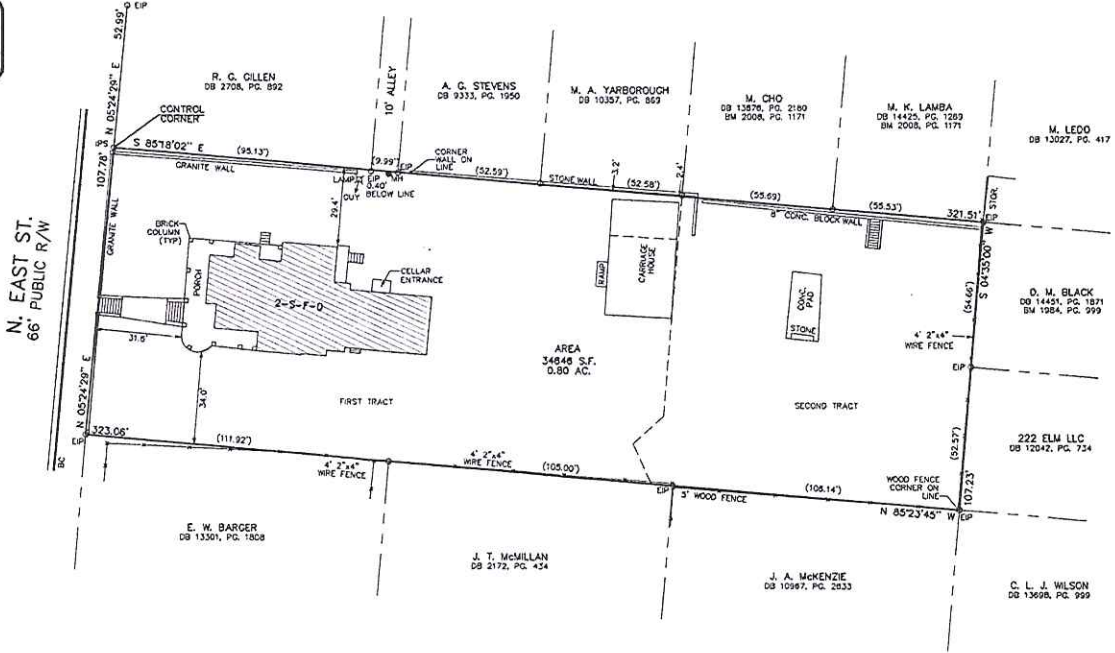 EIP
52.99'
N 05°24'29" E
R. G. GILLEN
DB 2708, PG. 892
10' ALLEY
A. G. STEVENS
DB 9333, PG. 1950
M. A. YARBOROUGH
DB 10357, PG. 869
M. CHO
DB 13876, PG. 2180
BM 2008, PG. 1171
M. K. LAMBA
DB 14425, PG. 1269
BM 2008, PG. 1171
M. LEDO
DB 13027, PG. 417
CONTROL
CORNER
IPS
S 85°18'02" E
(95.13')
GRANITE WALL
(9.99')
EIP
CORNER
WALL ON
LINE
LAMP
EIP
MH
0.40'
BELOW LINE
GUY
(52.59')
STONE WALL
3.2'
(52.58')
2.4'
(55.69)
(55.53')
8" CONC. BLOCK WALL
321.51'
EIP
STOR.
107.78'
GRANITE WALL
29.4'
BRICK
COLUMN
(TYP)
PORCH
2-S-F-D
CELLAR
ENTRANCE
RAMP
CARRIAGE
HOUSE
CONC.
PAD
STONE
S 04°35'00" W
(54.66')
D. M. BLACK
DB 14451, PG. 1871
BM 1984, PG. 999
4' 2"x4"
WIRE FENCE
EIP
N. EAST ST.
66' PUBLIC R/W
31.5'
N 05°24'29" E
34.0'
AREA
34846 S.F.
0.80 AC.
FIRST TRACT
SECOND TRACT
222 ELM LLC
DB 12042, PG. 734
(52.57')
107.23'
WOOD FENCE
CORNER ON
LINE
EIP
323.06'
(111.92')
4' 2"x4"
WIRE FENCE
4' 2"x4"
WIRE FENCE
(105.00')
EIP
5' WOOD FENCE
(106.14')
N 85°23'45" W
EIP
BC
E. W. BARGER
DB 13301, PG. 1808
J. T. McMILLAN
DB 2172, PG. 434
J. A. McKENZIE
DB 10967, PG. 2633
C. L. J. WILSON
DB 13698, PG. 999